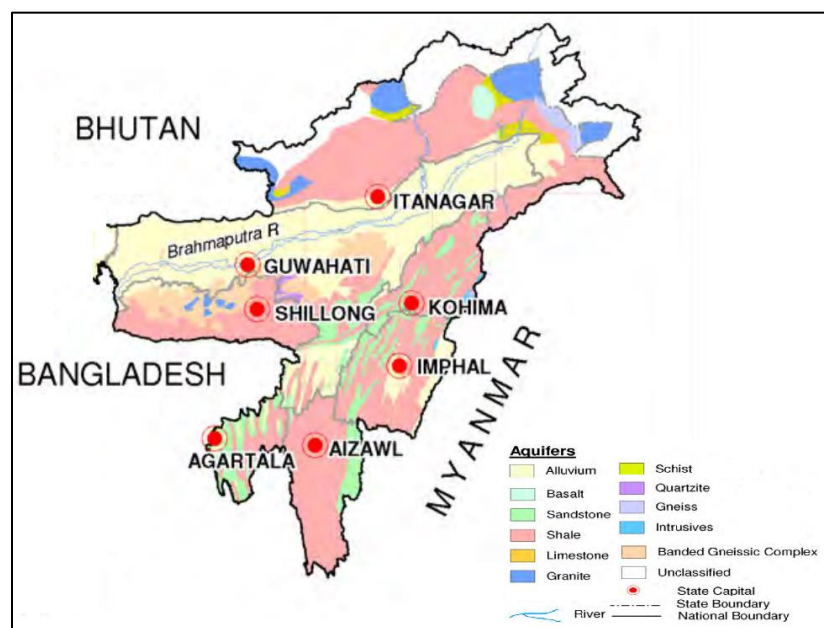 BHUTAN
ITANAGAR
Brahmaputra R
GUWAHATI
SHILLONG
KOHIMA
BANGLADESH
IMPHAL
MYANMAR
AGARTALA
AIZAWL
Aquifers
Alluvium
Basalt
Sandstone
Shale
Limestone
Granite
Schist
Quartzite
Gneiss
Intrusives
Banded Gneissic Complex
Unclassified
State Capital
State Boundary
River
National Boundary